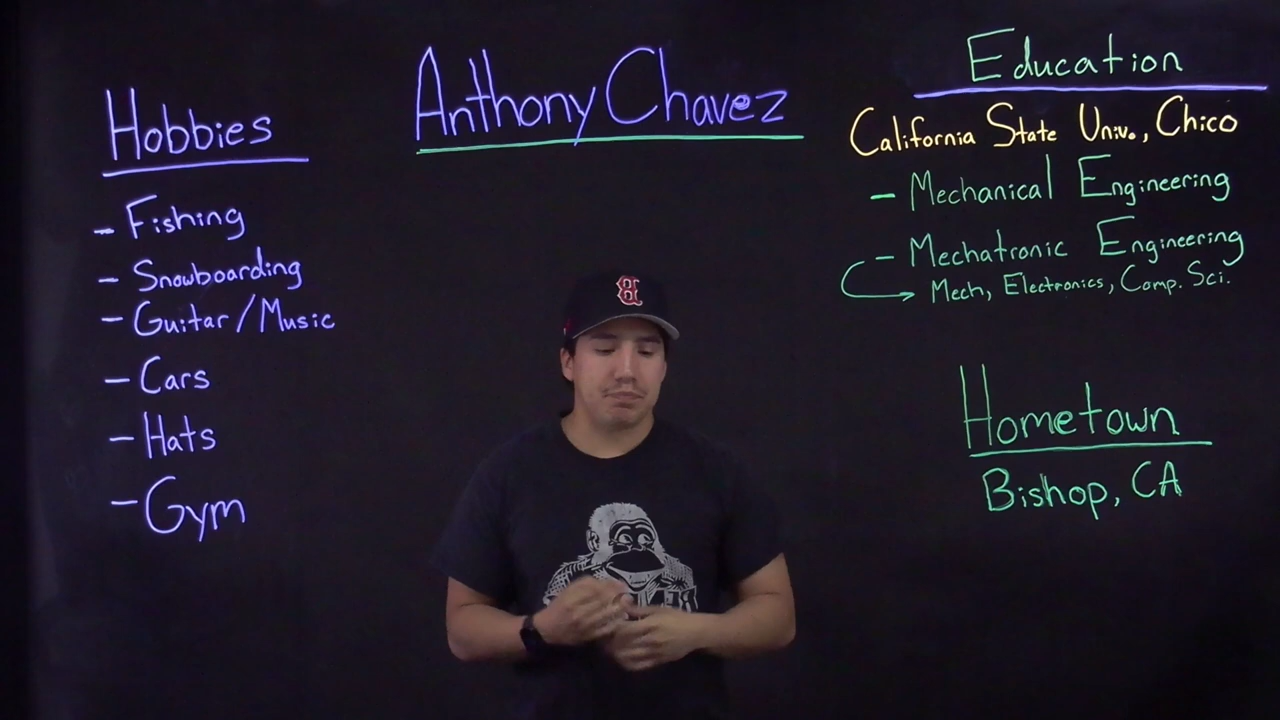 Anthony Chavez
Hobbies
- Fishing
- Snowboarding
- Guitar/Music
- Cars
- Hats
- Gym
Education
California State Univ., Chico
- Mechanical Engineering
- Mechatronic Engineering
Mech, Electronics, Comp. Sci.
Hometown
Bishop, CA
B